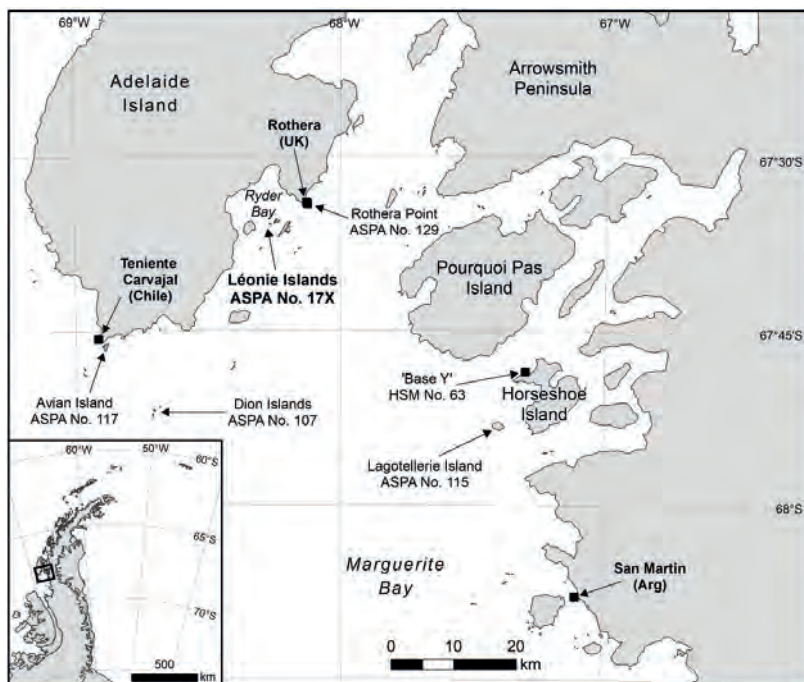 69°W
68°W
67°W
Adelaide
Island
Arrowsmith
Peninsula
Rothera
(UK)
67°30'S
Ryder
Bay
Rothera Point
ASPA No. 129
Léonie Islands
ASPA No. 17X
Pourquoi Pas
Island
Teniente
Carvajal
(Chile)
67°45'S
'Base Y'
HSM No. 63
Horseshoe
Island
Avian Island
ASPA No. 117
Dion Islands
ASPA No. 107
Lagotellerie Island
ASPA No. 115
68°S
Marguerite
Bay
San Martin
(Arg)
0 10 20
km
60°W
50°W
60°S
65°S
70°S
500
km